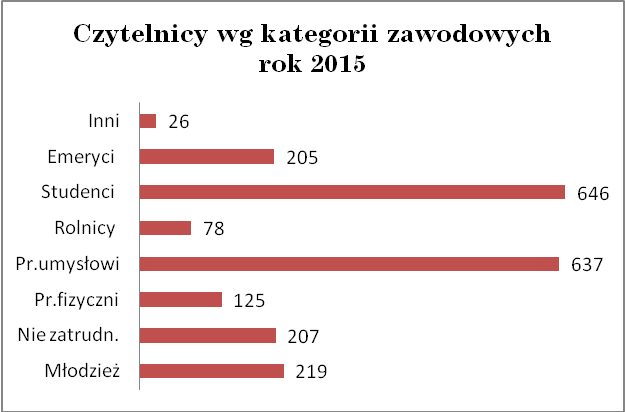 Czytelnicy wg kategorii zawodowych
rok 2015
Inni 26
Emeryci 205
Studenci 646
Rolnicy 78
Pr.umysłowi 637
Pr.fizyczni 125
Nie zatrudn. 207
Młodzież 219